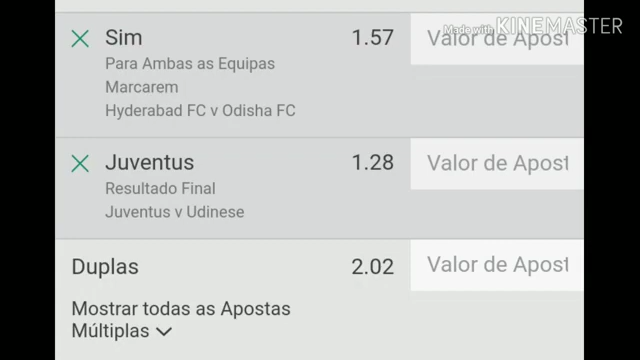 Made with KINEMASTER
Sim 1.57 Valor de Apost
Para Ambas as Equipas
Marcarem
Hyderabad FC v Odisha FC
Juventus 1.28 Valor de Apost
Resultado Final
Juventus v Udinese
Duplas 2.02 Valor de Apost
Mostrar todas as Apostas
Múltiplas